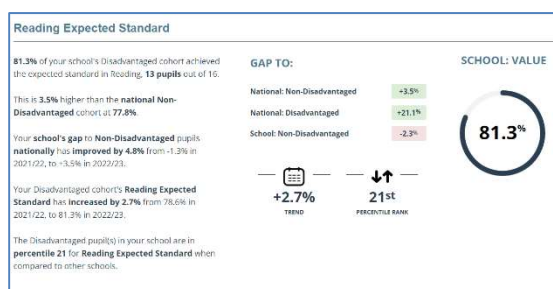 Reading Expected Standard
81.3% of your school's Disadvantaged cohort achieved
the expected standard in Reading, 13 pupils out of 16.
This is 3.5% higher than the national Non-
Disadvantaged cohort at 77.8%.
Your school's gap to Non-Disadvantaged pupils
nationally has improved by 4.8% from -1.3% in
2021/22, to +3.5% in 2022/23.
Your Disadvantaged cohort's Reading Expected
Standard has increased by 2.7% from 78.6% in
2021/22, to 81.3% in 2022/23.
The Disadvantaged pupil(s) in your school are in
percentile 21 for Reading Expected Standard when
compared to other schools.
GAP TO:
National: Non-Disadvantaged +3.5%
National: Disadvantaged +21.1%
School: Non-Disadvantaged -2.3%
+2.7%
TREND
21st
PERCENTILE RANK
SCHOOL: VALUE
81.3%